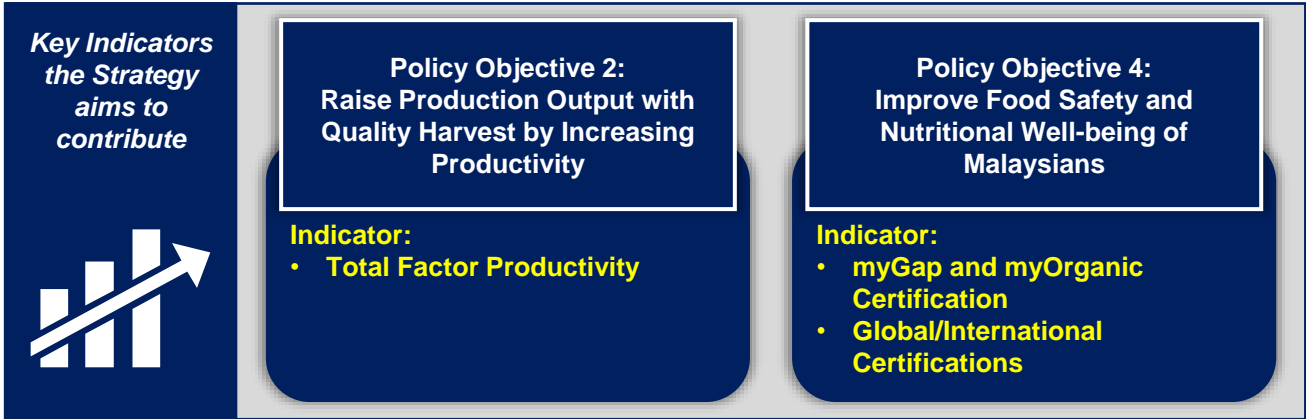 Key Indicators
the Strategy
aims to
contribute
Policy Objective 2:
Raise Production Output with
Quality Harvest by Increasing
Productivity
Indicator:
• Total Factor Productivity
Policy Objective 4:
Improve Food Safety and
Nutritional Well-being of
Malaysians
Indicator:
• myGap and myOrganic
Certification
• Global/International
Certifications